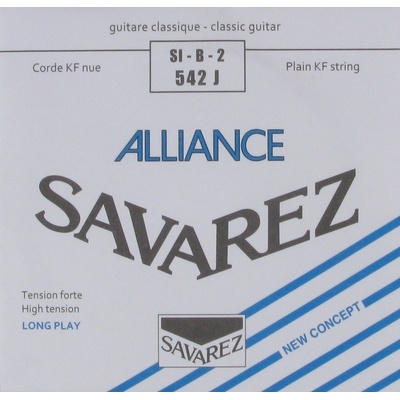 guitare classique - classic guitar
Corde KF nue
SI - B - 2
542 J
Plain KF string
ALLIANCE
SAVAREZ
Tension forte
High tension
LONG PLAY
SAVAREZ
NEW CONCEPT